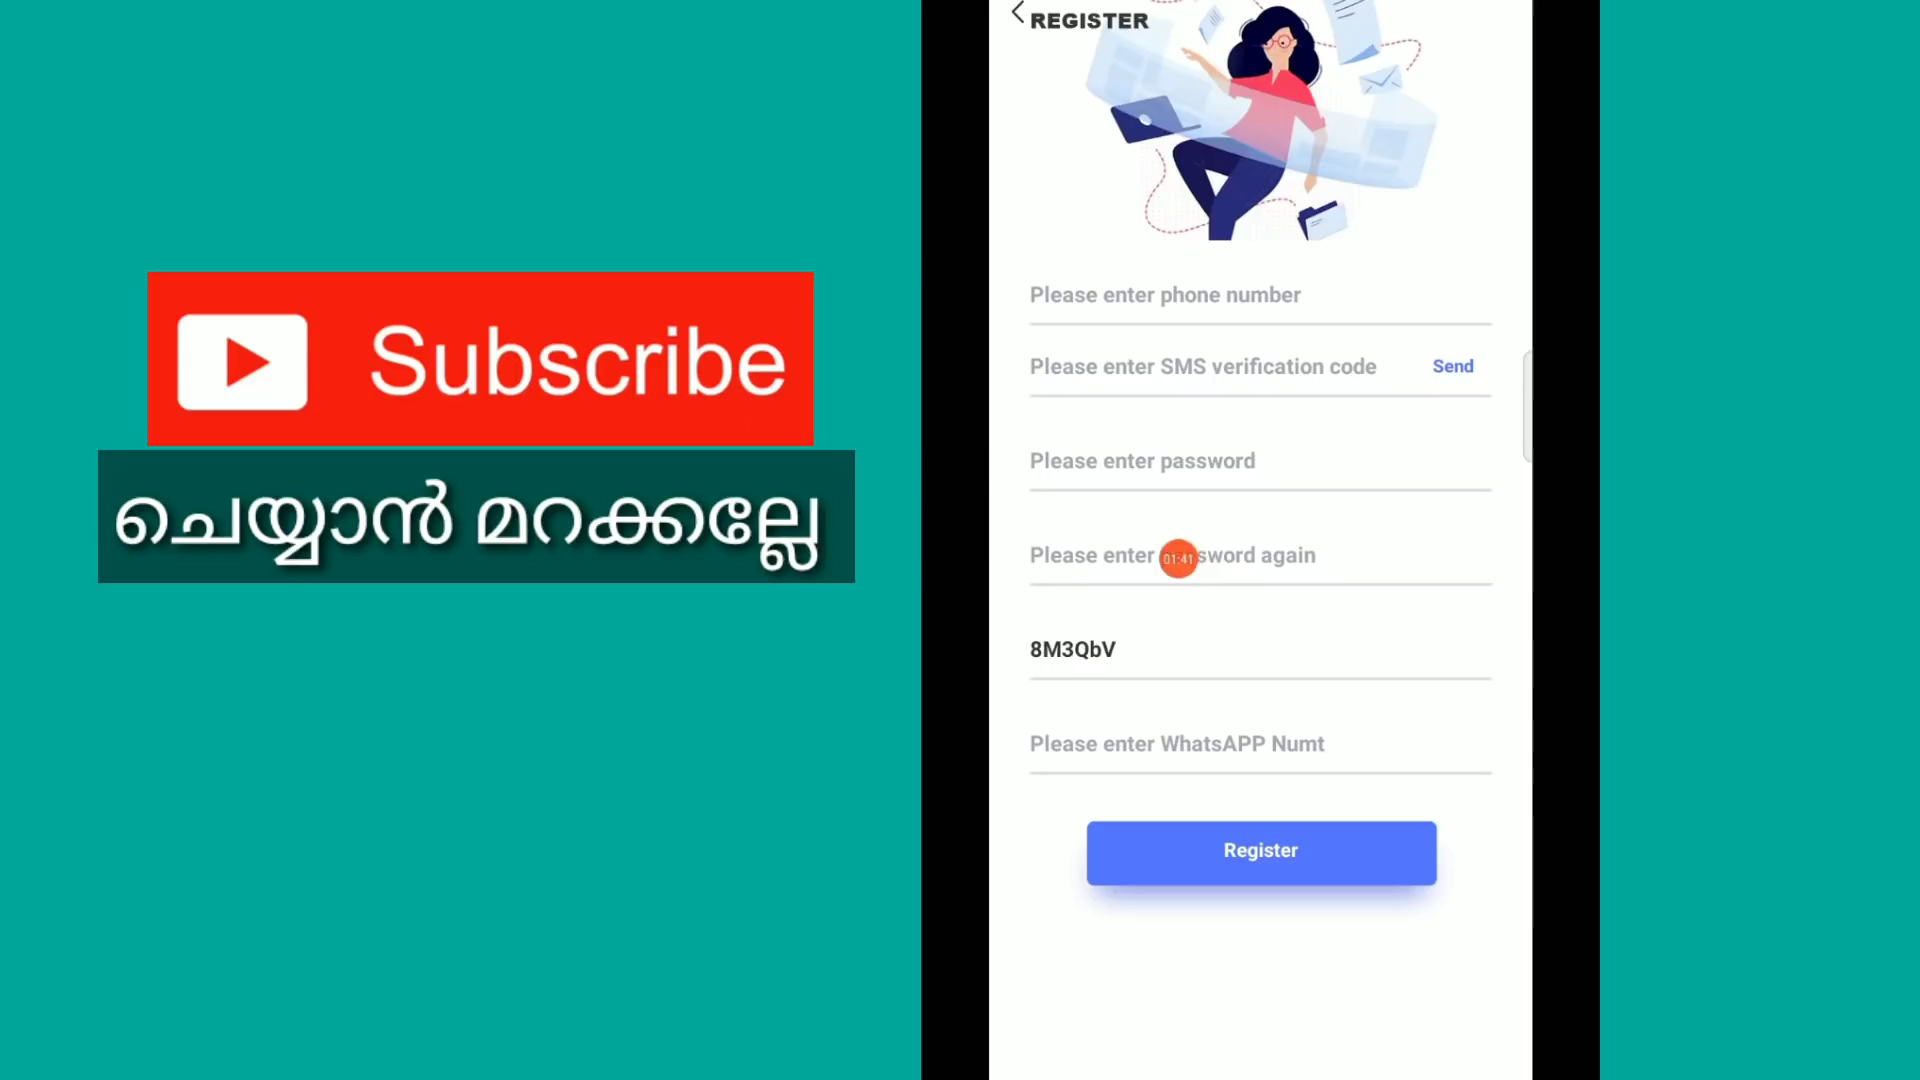 Subscribe
ചെയ്യാൻ മറക്കല്ലേ
REGISTER
Please enter phone number
Please enter SMS verification code Send
Please enter password
Please enter sword again
01:41
8M3QbV
Please enter WhatsAPP Numt
Register